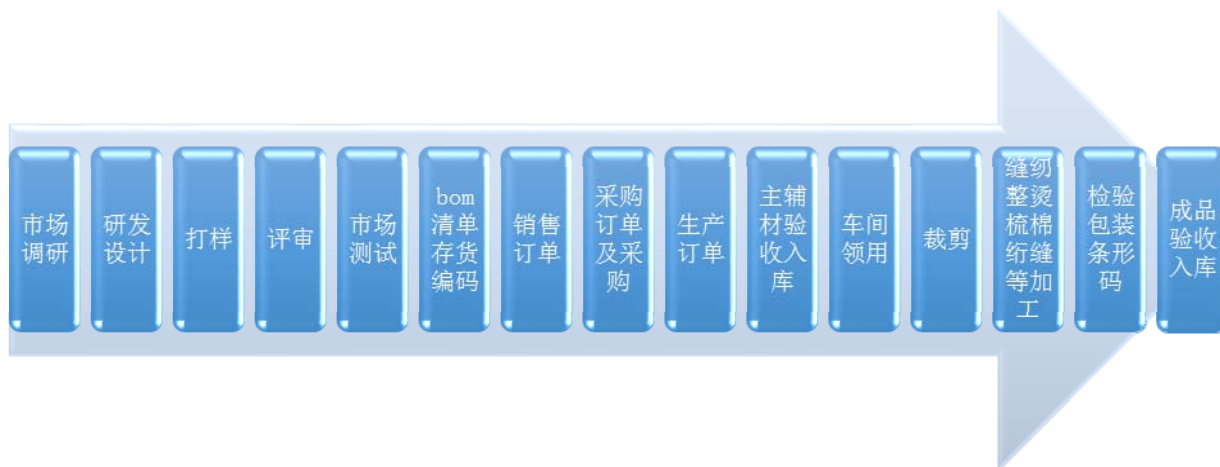 市场
调研
研发
设计
打样
评审
市场
测试
bom
清单
存货
编码
销售
订单
采购
订单
及采
购
生产
订单
主辅
材验
收入
库
车间
领用
裁剪
缝纫
整烫
梳棉
绗缝
等加
工
检验
包装
条形
码
成品
验收
入库